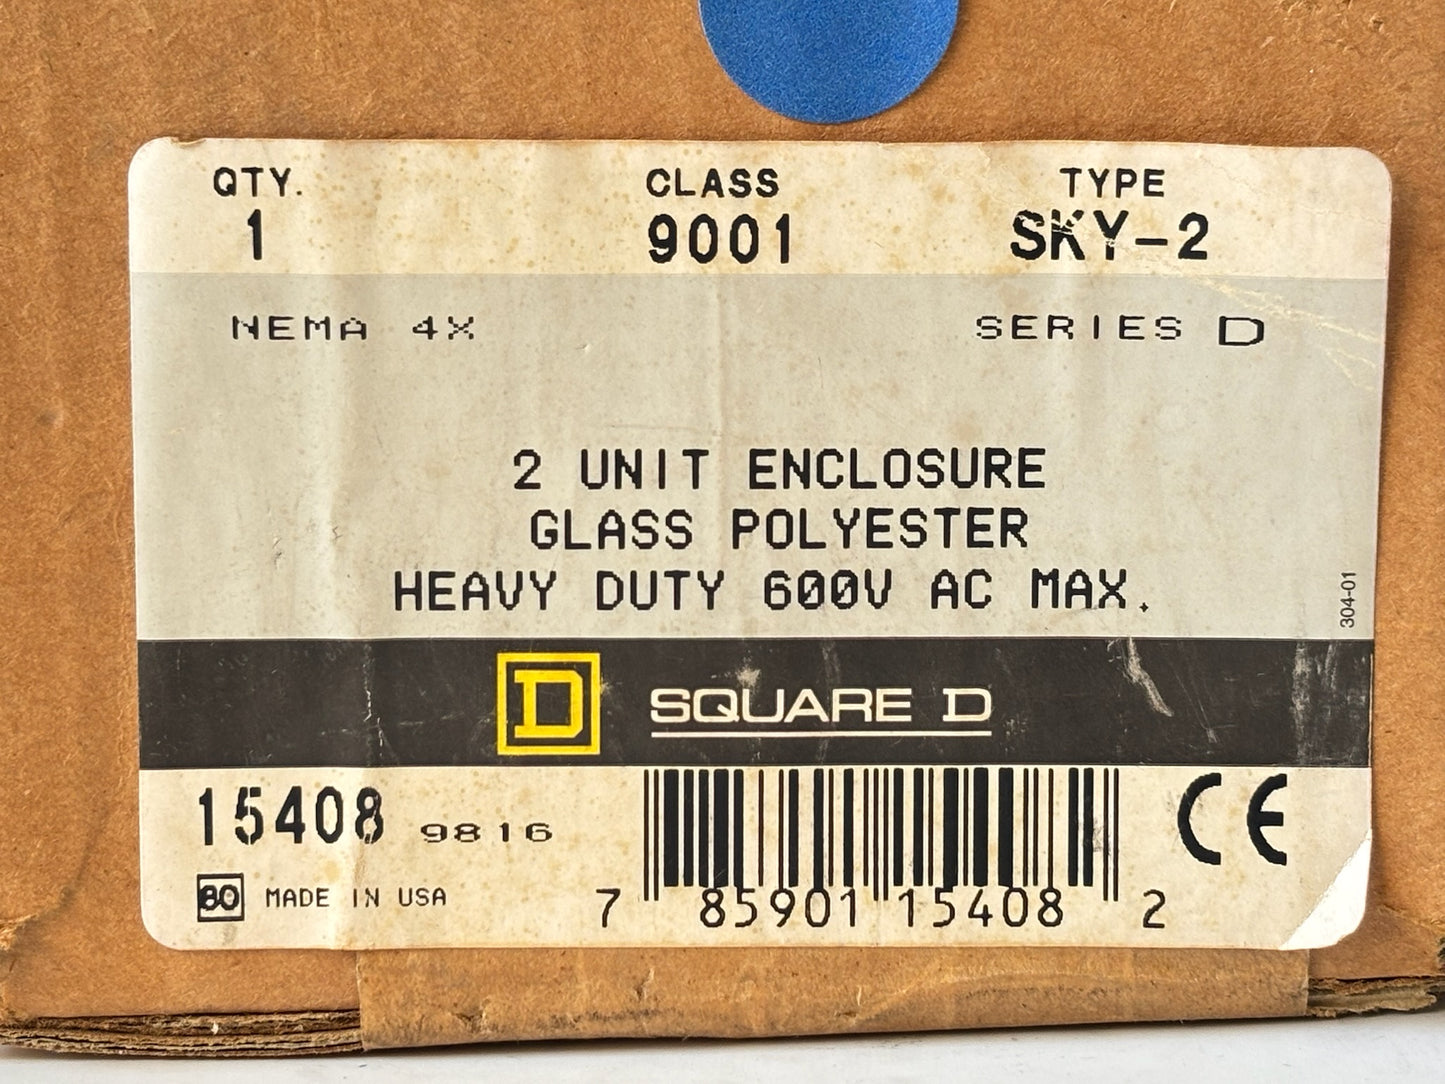 QTY. CLASS TYPE
1 9001 SKY-2
NEMA 4X SERIES D
2 UNIT ENCLOSURE
GLASS POLYESTER
HEAVY DUTY 600V AC MAX.
304-01
D SQUARE D
15408 9816
CE
80 MADE IN USA
7 85901 15408 2